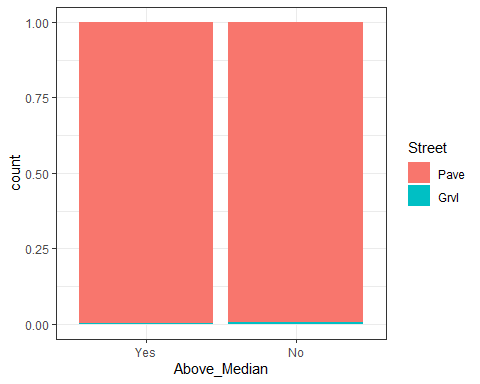 1.00
0.75
0.50
0.25
0.00
count
Yes
No
Above_Median
Street
Pave
Grvl